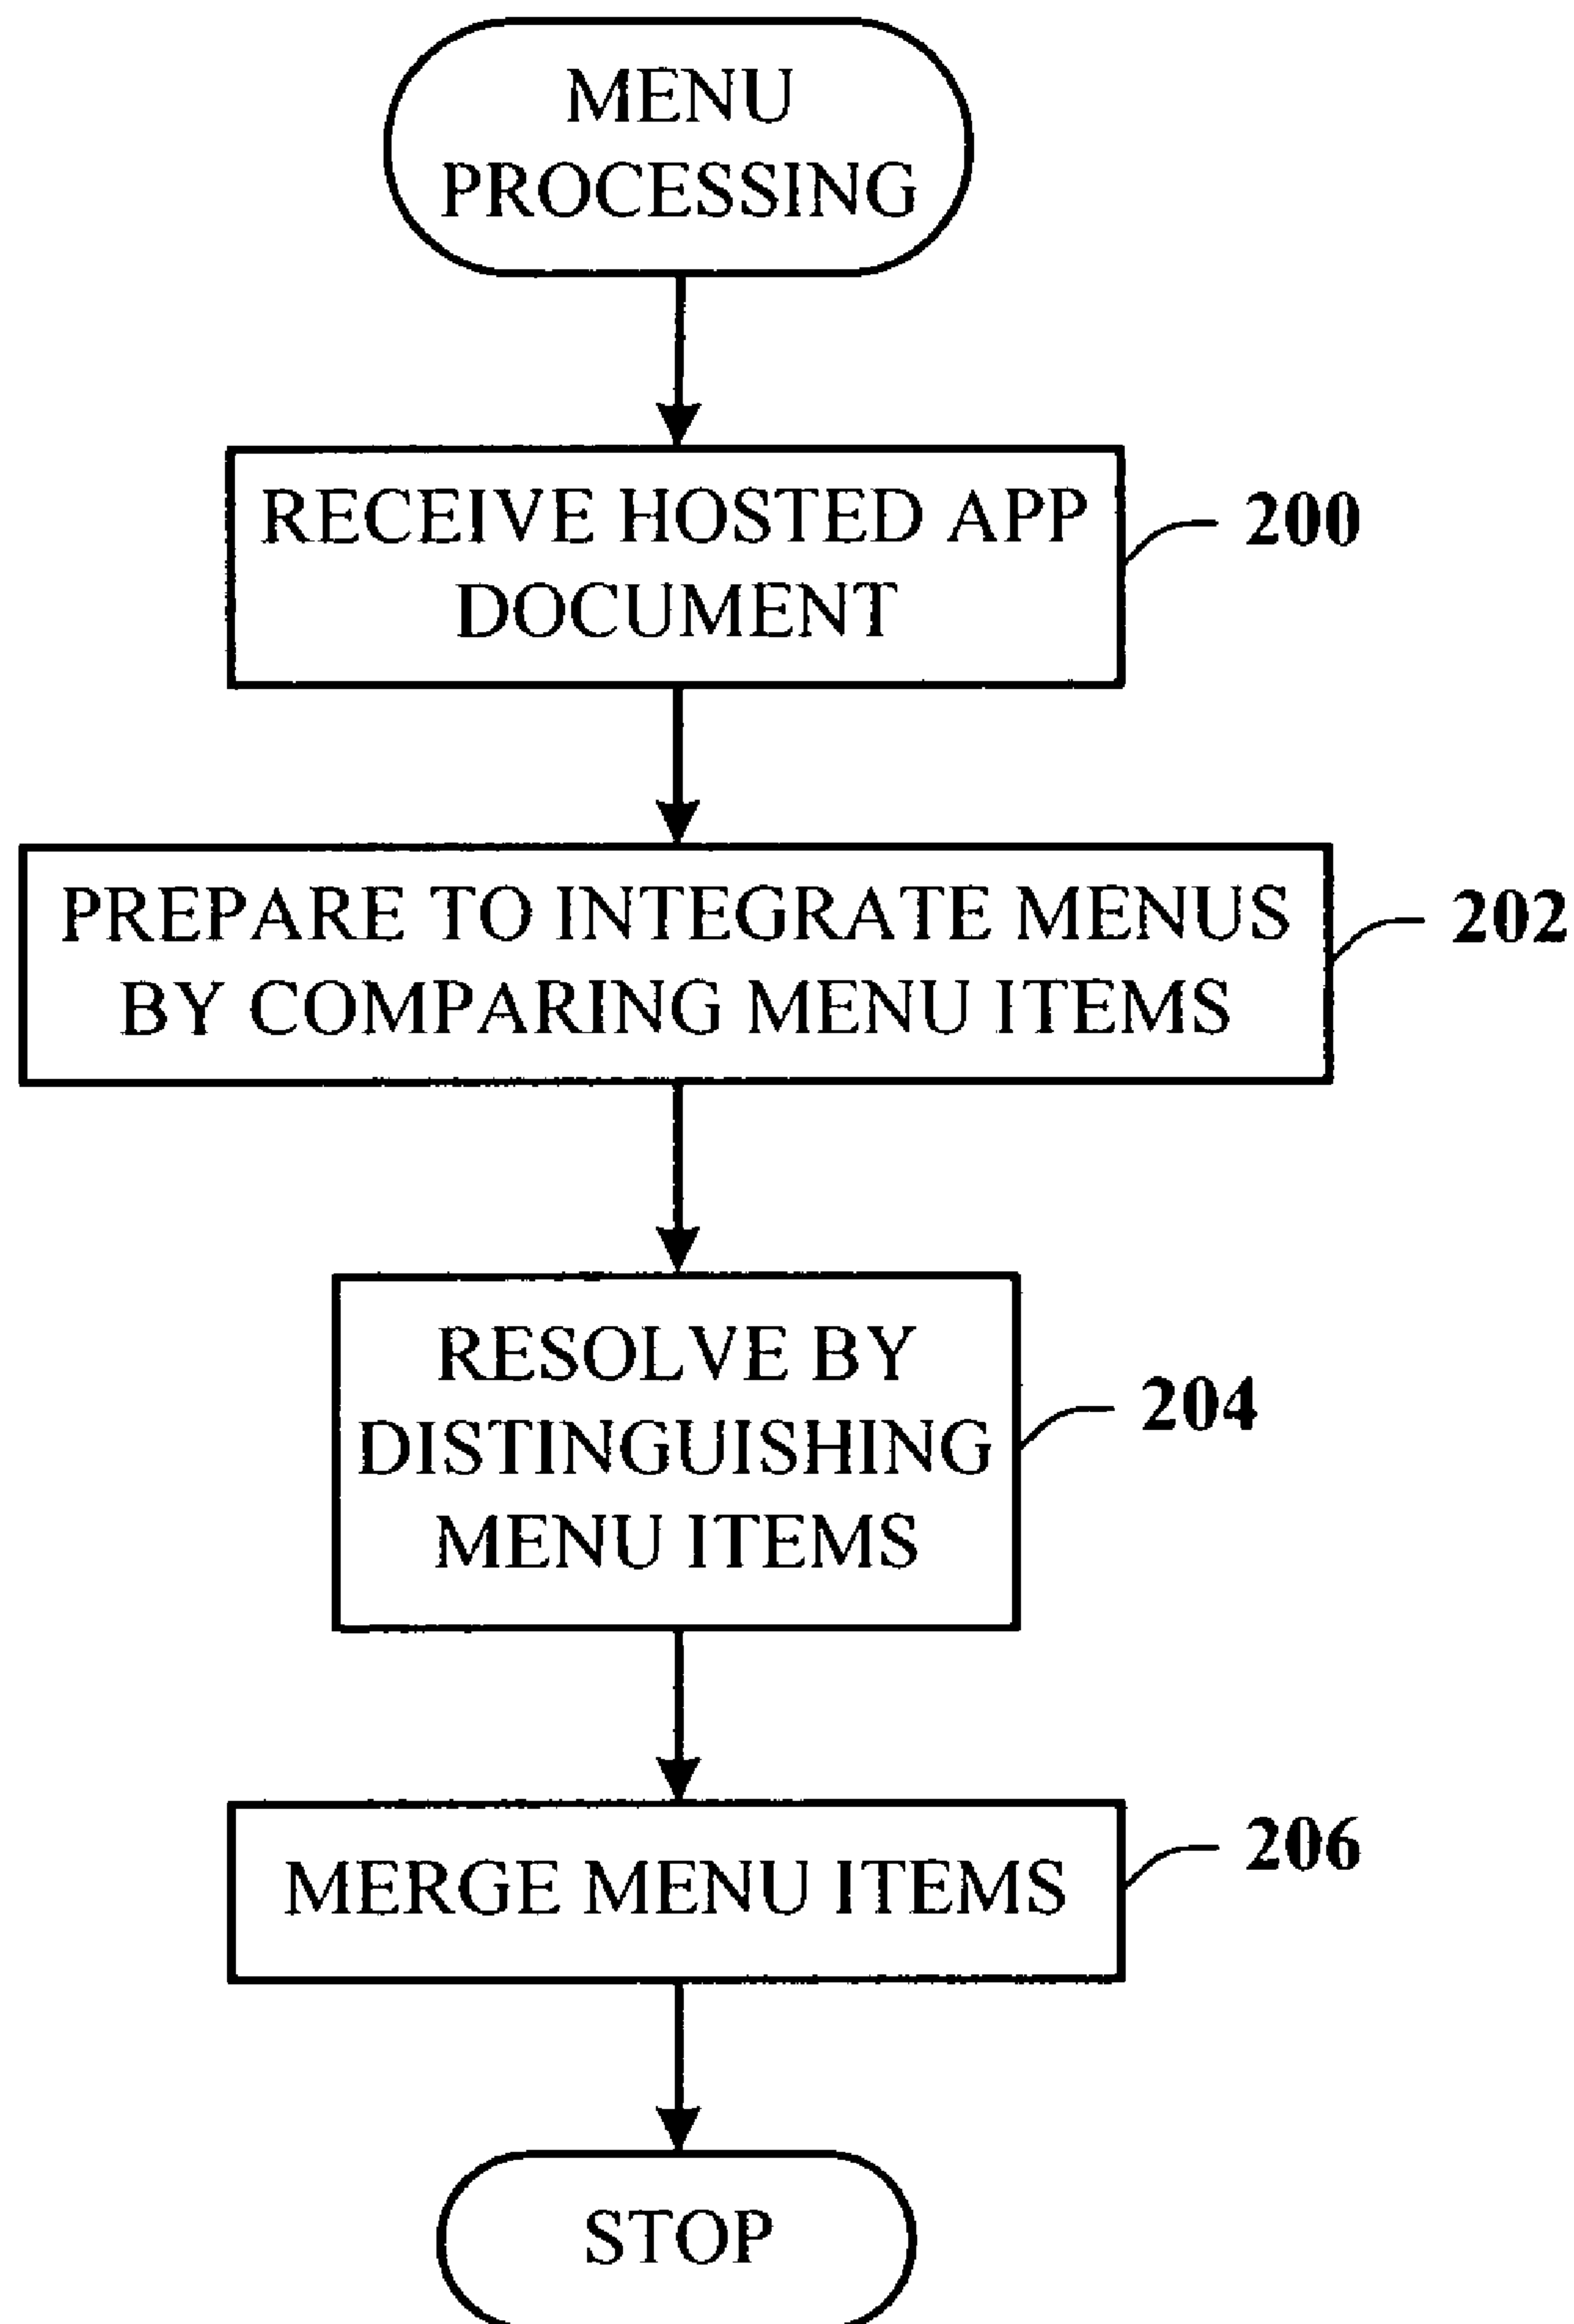 MENU
PROCESSING
RECEIVE HOSTED APP
DOCUMENT
200
PREPARE TO INTEGRATE MENUS
BY COMPARING MENU ITEMS
202
RESOLVE BY
DISTINGUISHING
MENU ITEMS
204
MERGE MENU ITEMS
206
STOP